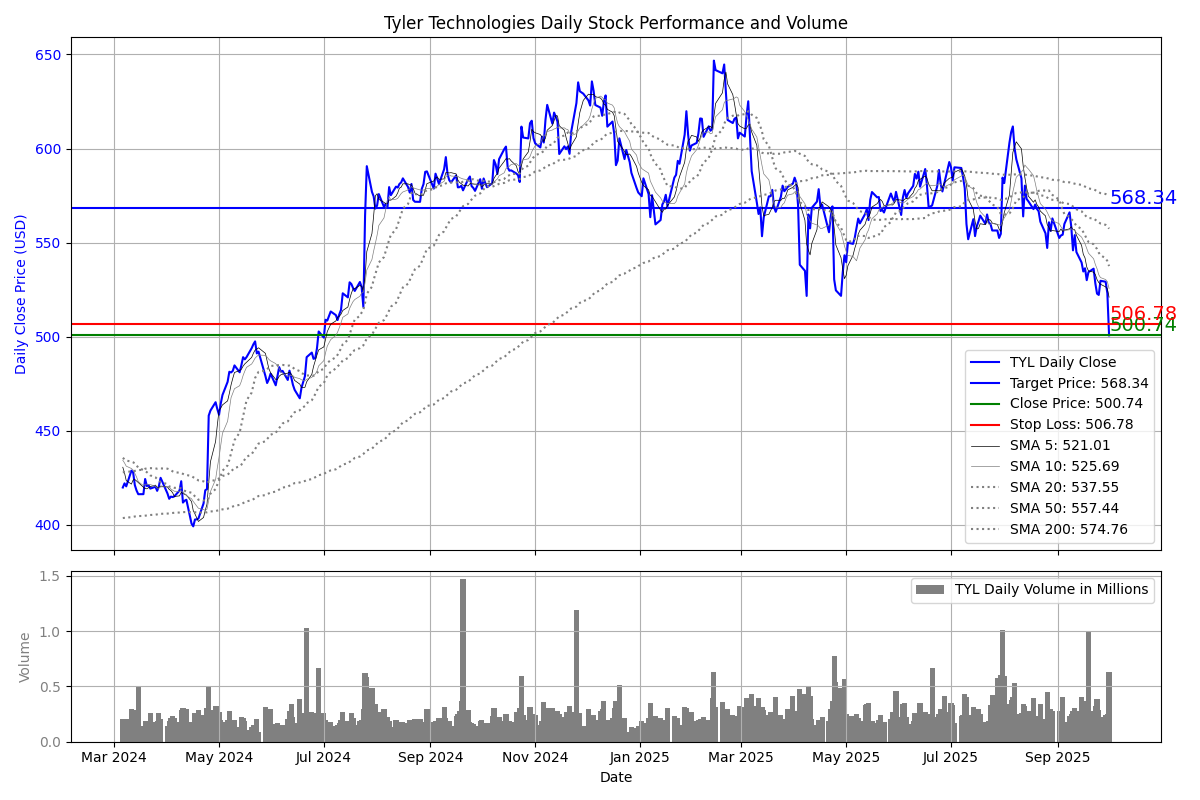 Tyler Technologies Daily Stock Performance and Volume
650
600
550
500
450
400
Daily Close Price (USD)
568.34
506.78
500.74
TYL Daily Close
Target Price: 568.34
Close Price: 500.74
Stop Loss: 506.78
SMA 5: 521.01
SMA 10: 525.69
SMA 20: 537.55
SMA 50: 557.44
SMA 200: 574.76
1.5
1.0
0.5
0.0
Volume
TYL Daily Volume in Millions
Mar 2024 May 2024 Jul 2024 Sep 2024 Nov 2024 Jan 2025 Mar 2025 May 2025 Jul 2025 Sep 2025
Date